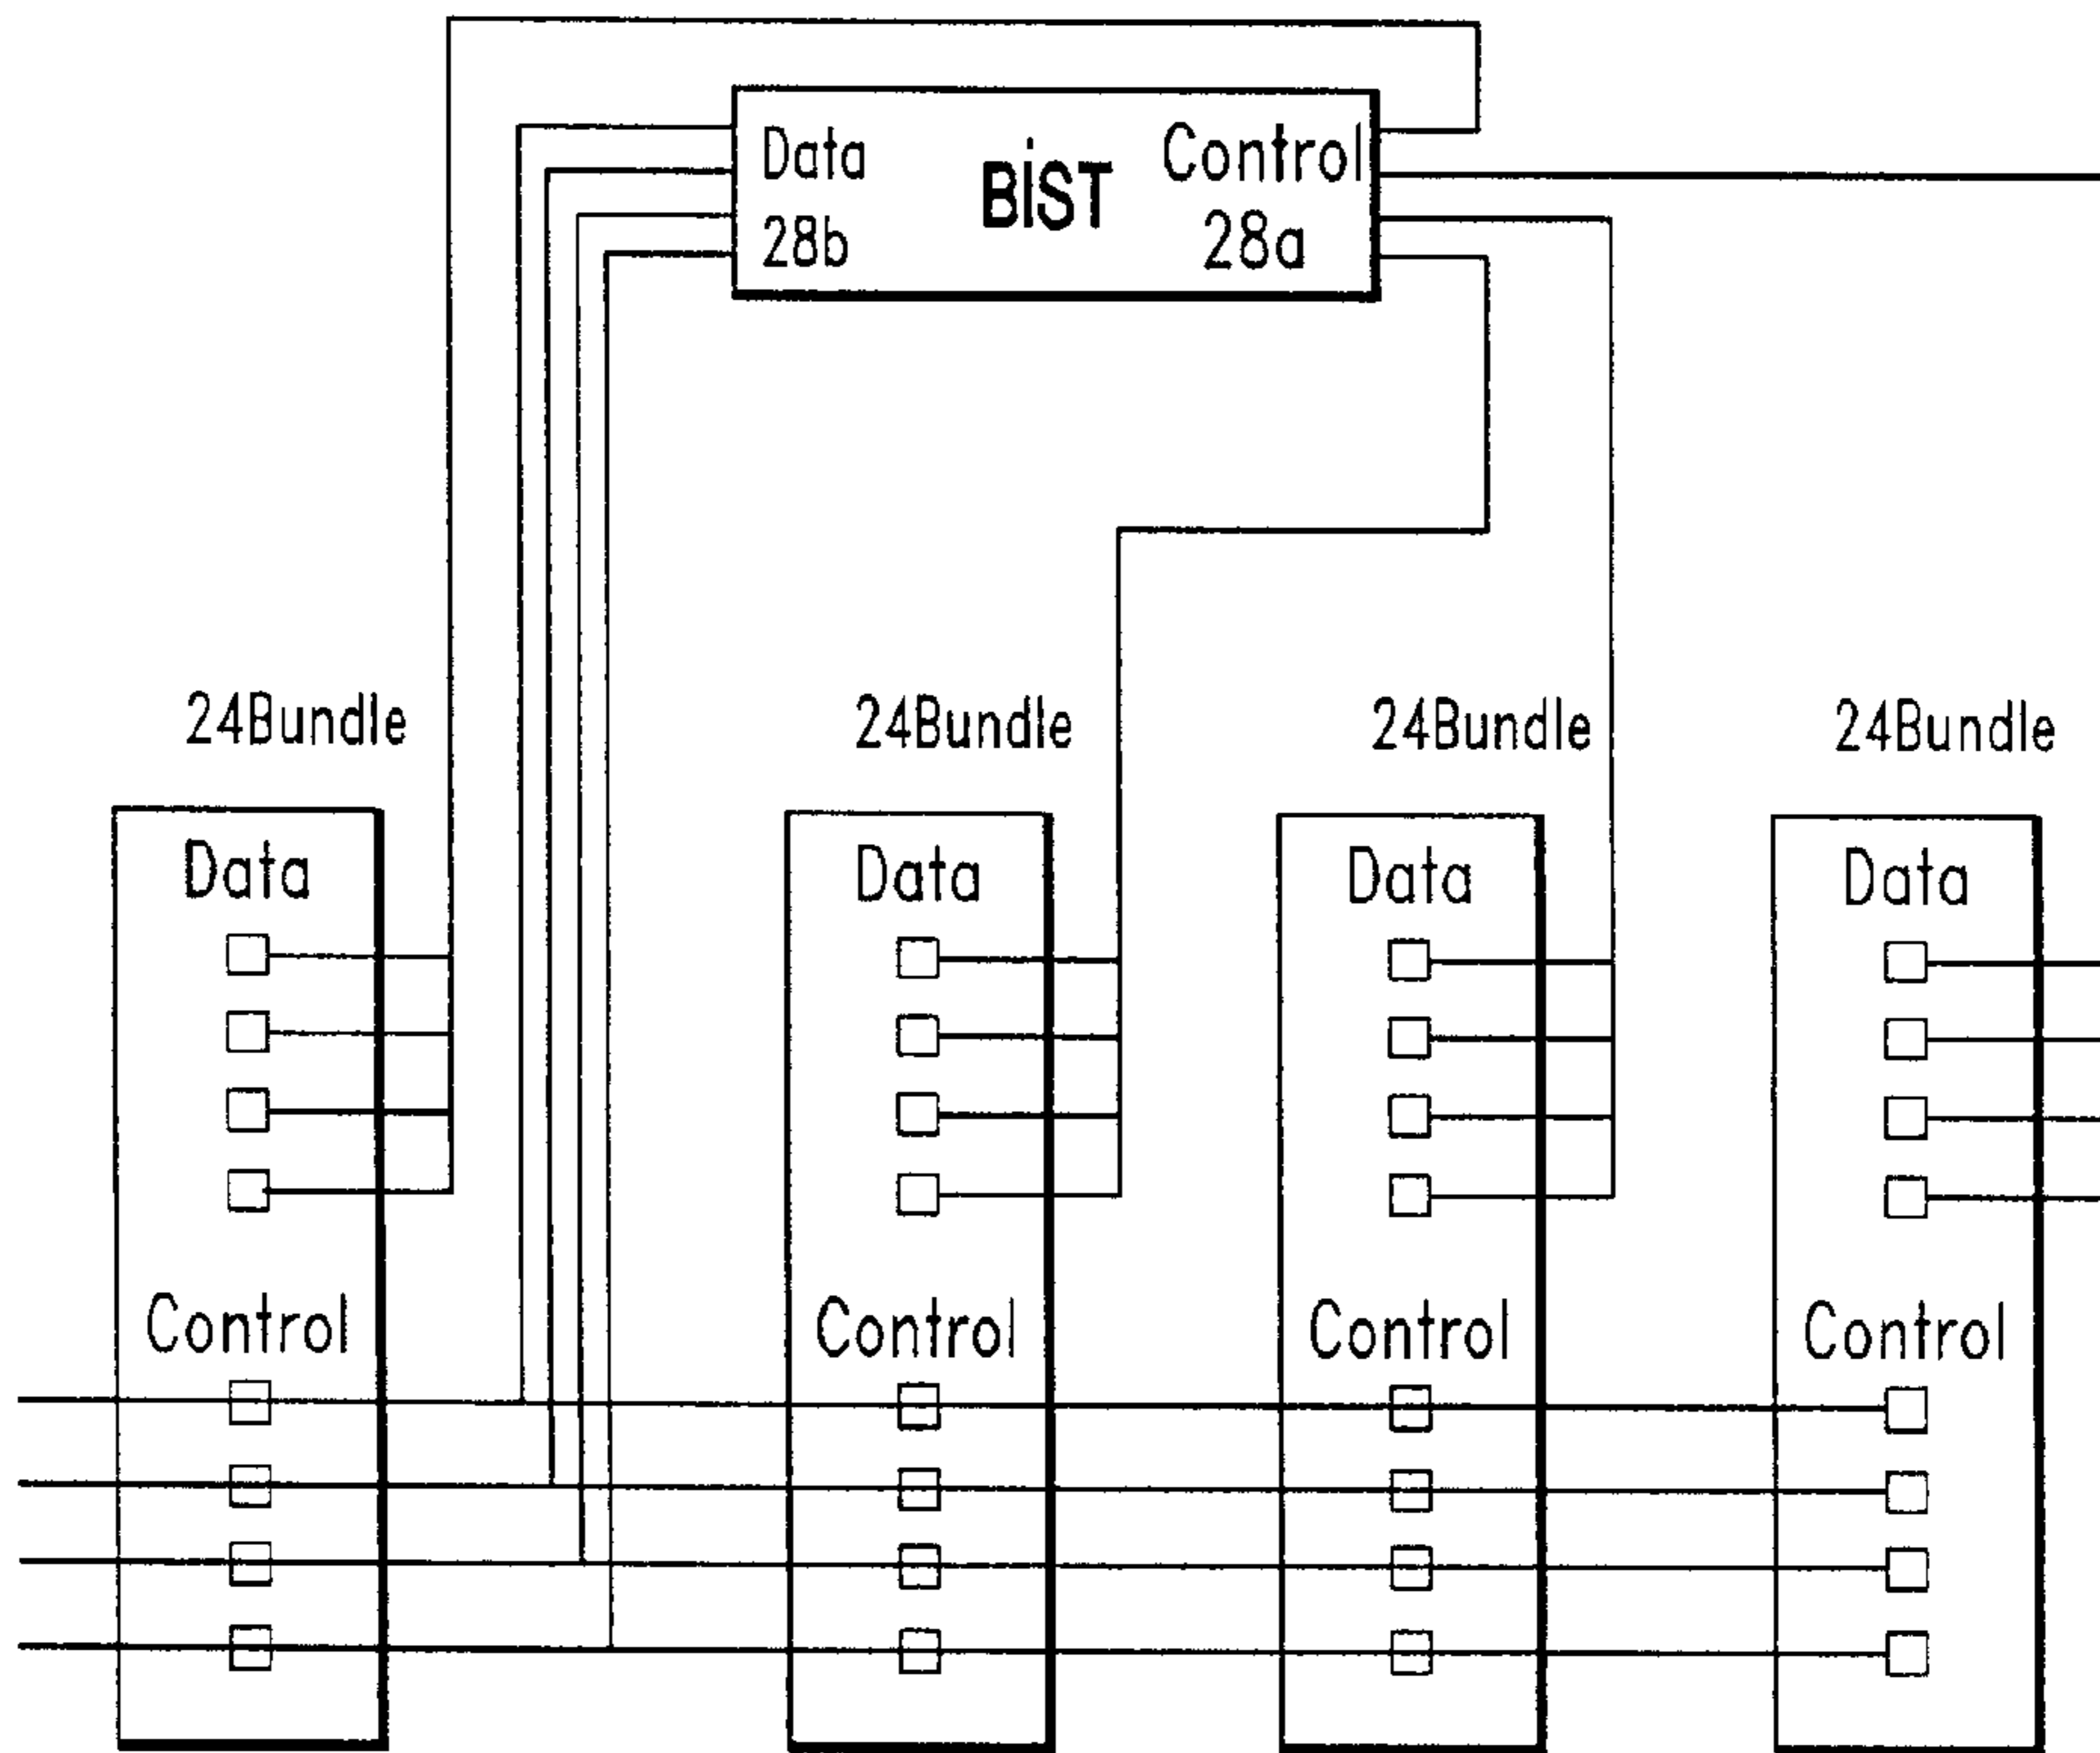 Data BIST Control
28b 28a
24Bundle 24Bundle 24Bundle 24Bundle
Data Data Data Data
Control Control Control Control